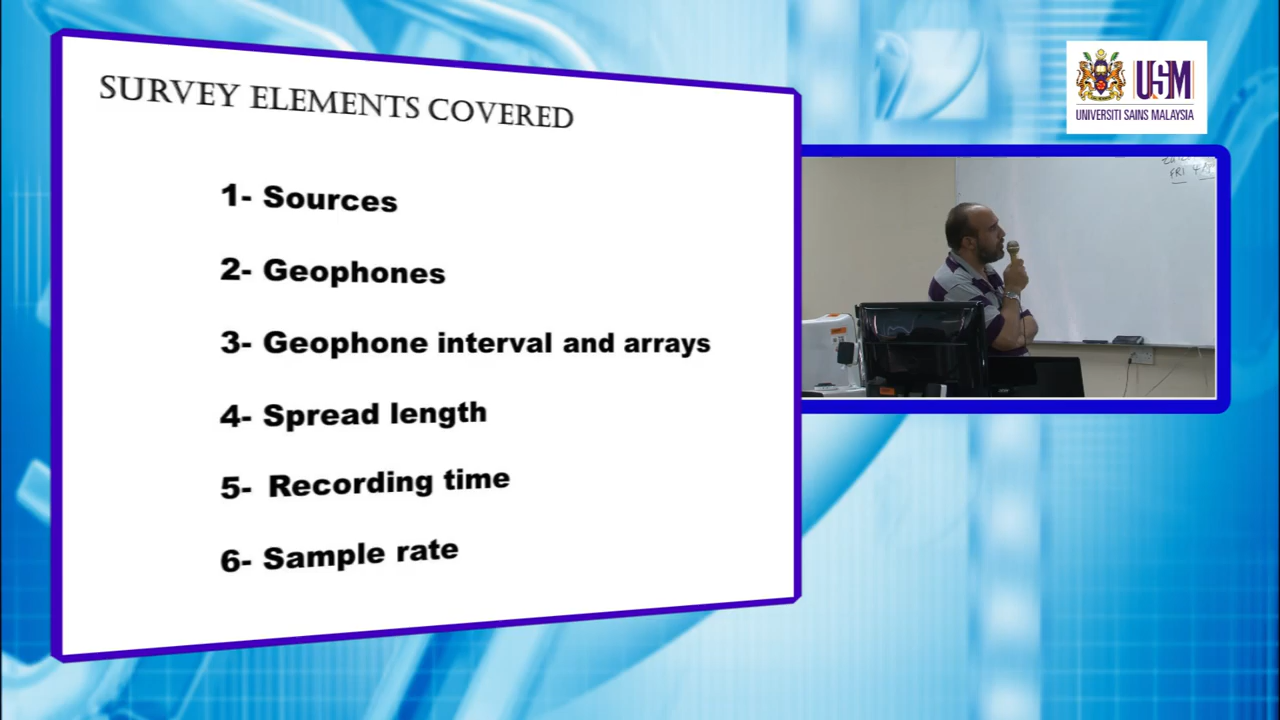 SURVEY ELEMENTS COVERED
1- Sources
2- Geophones
3- Geophone interval and arrays
4- Spread length
5- Recording time
6- Sample rate
USM
UNIVERSITI SAINS MALAYSIA
FRI